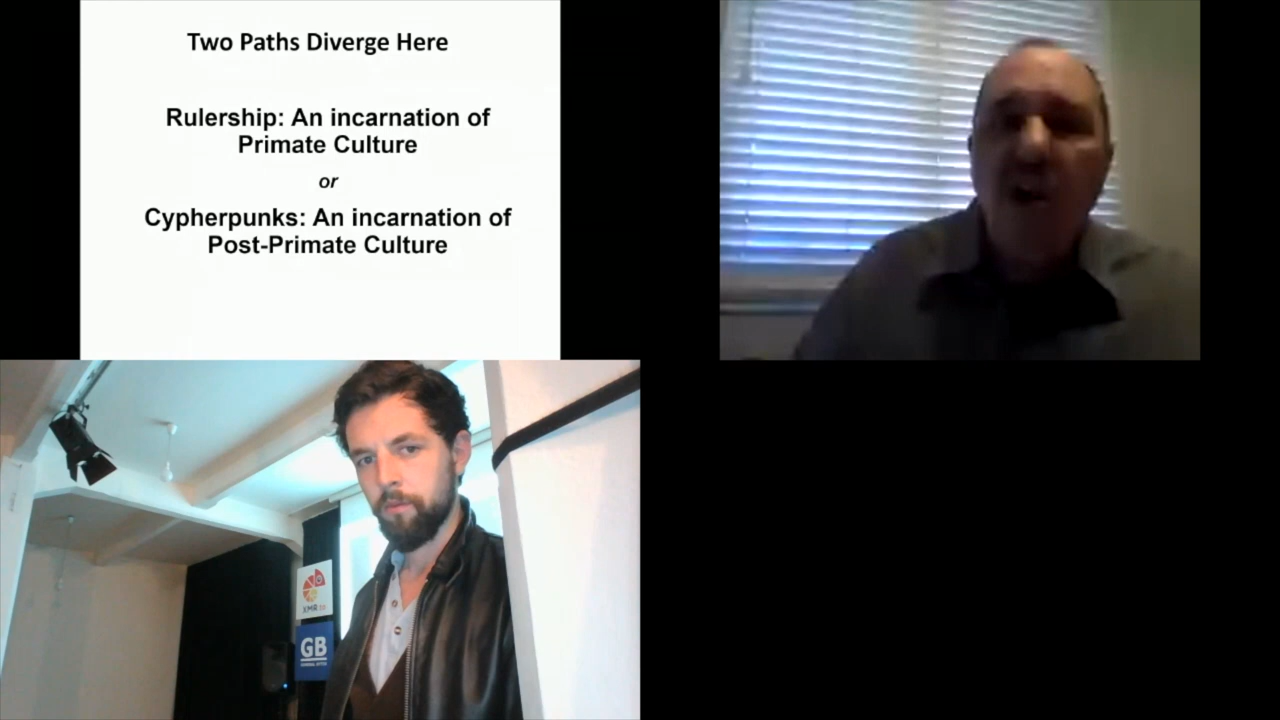 Two Paths Diverge Here
Rulership: An incarnation of
Primate Culture
or
Cypherpunks: An incarnation of
Post-Primate Culture
XMR.TO
GB